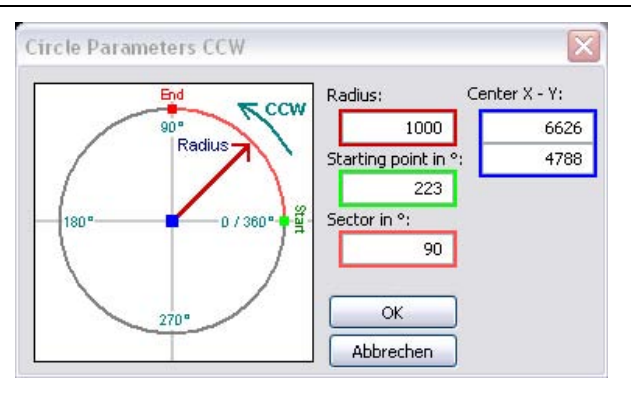 Circle Parameters CCW
End
90°
CCW
Radius
180°
0 / 360°
Start
270°
Radius:
1000
Center X - Y:
6626
4788
Starting point in °:
223
Sector in °:
90
OK
Abbrechen